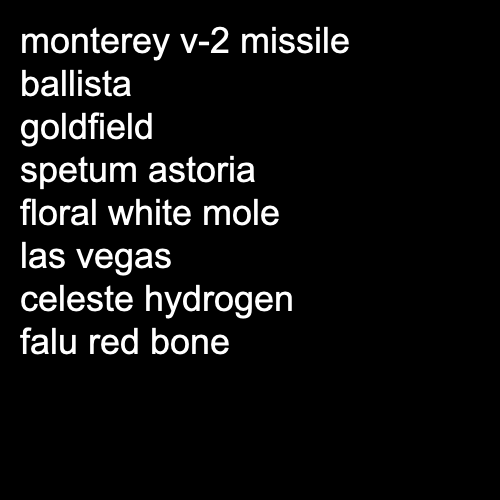 monterey v-2 missile
ballista
goldfield
spetum astoria
floral white mole
las vegas
celeste hydrogen
falu red bone